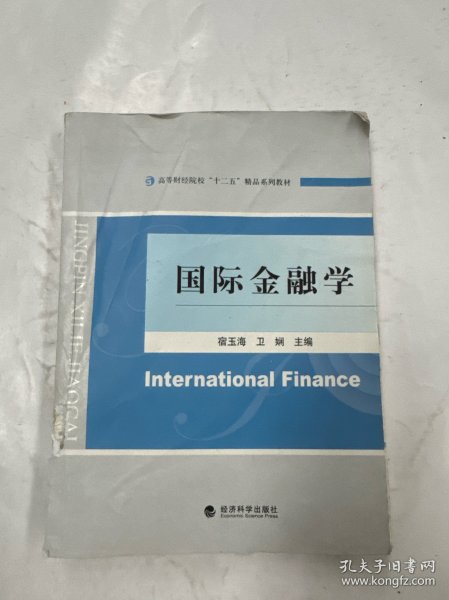 高等财经院校“十二五”精品系列教材
JINGPIN XILIE JIAOCAI
国际金融学
宿玉海 卫娴 主编
International Finance
经济科学出版社
Economic Science Press
孔夫子旧书网
www.kongfz.com